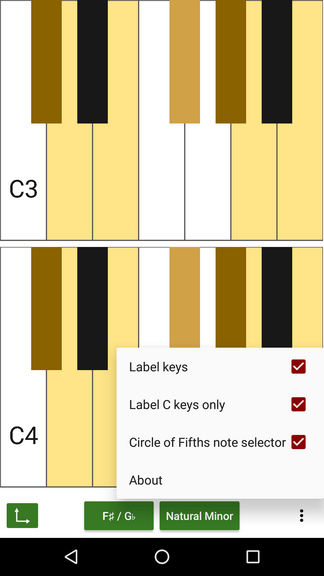 C3
C4
Label keys
Label C keys only
Circle of Fifths note selector
About
F♯ / G♭
Natural Minor